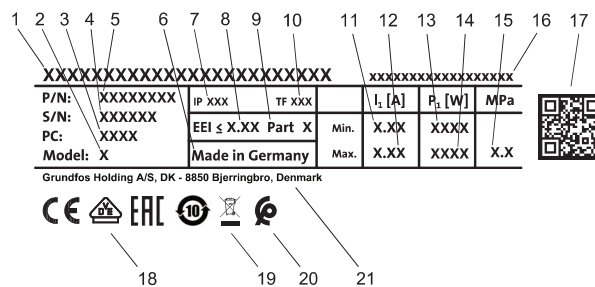 1 2 3 4 5 6 7 8 9 10 11 12 13 14 15 16 17
XXXXXXXXXXXXXXXXXXXXXXXXXX xxxxxxxxxxxxxxxxxx
P/N: XXXXXXXX IP XXX TF XXX I1 [A] P1 [W] MPa
S/N: XXXXXX EEI ≤ X.XX Part X Min. X.XX XXXX
PC: XXXX
Model: X Made in Germany Max. X.XX XXXX X.X
Grundfos Holding A/S, DK - 8850 Bjerringbro, Denmark
CE VDE EAC 10
18 19 20 21